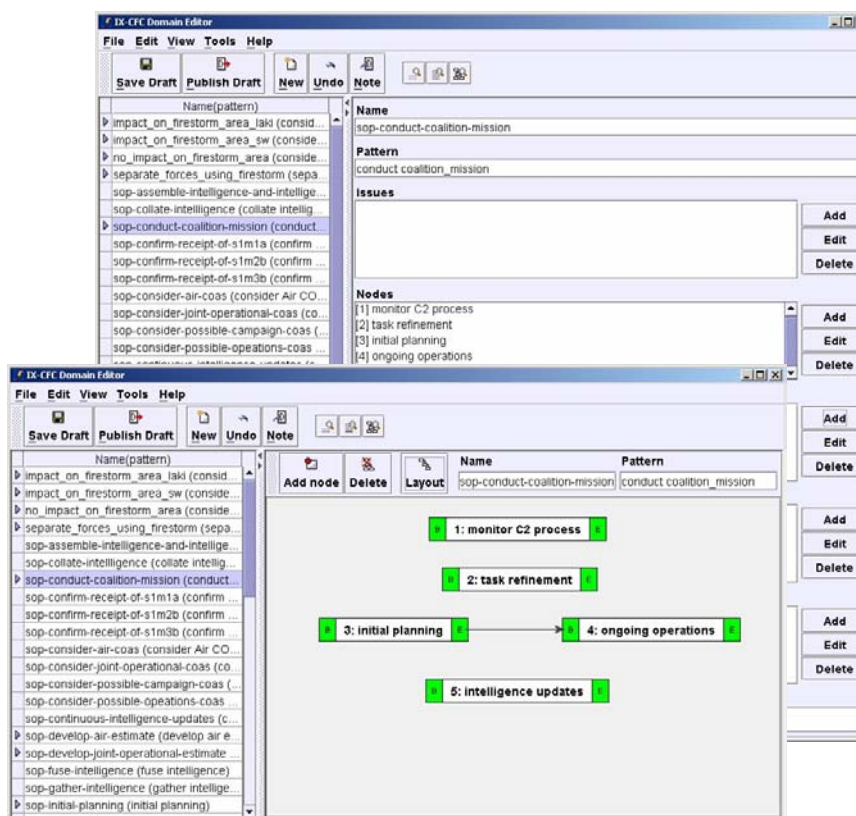 IX-CFC Domain Editor
File Edit View Tools Help
Save Draft Publish Draft New Undo Note
Name(pattern)
impact_on_firestorm_area_laki (consid...
impact_on_firestorm_area_sw (conside...
no_impact_on_firestorm_area (conside...
separate_forces_using_firestorm (sepa...
sop-assemble-intelligence-and-intellige...
sop-collate-intellligence (collate intellig...
sop-conduct-coalition-mission (conduct...
sop-confirm-receipt-of-s1m1a (confirm ...
sop-confirm-receipt-of-s1m2b (confirm ...
sop-confirm-receipt-of-s1m3b (confirm ...
sop-consider-air-coas (consider Air CO...
sop-consider-joint-operational-coas (co...
sop-consider-possible-campaign-coas (...
sop-consider-possible-opeations-coas ...
Name
sop-conduct-coalition-mission
Pattern
conduct coalition_mission
Issues
Add
Edit
Delete
Nodes
[1] monitor C2 process
[2] task refinement
[3] initial planning
[4] ongoing operations
Add
Edit
Delete
Add
Edit
Delete
Add
Edit
Delete
Add
Edit
Delete
IX-CFC Domain Editor
File Edit View Tools Help
Save Draft Publish Draft New Undo Note
Name(pattern)
impact_on_firestorm_area_laki (consid...
impact_on_firestorm_area_sw (conside...
no_impact_on_firestorm_area (conside...
separate_forces_using_firestorm (sepa...
sop-assemble-intelligence-and-intellige...
sop-collate-intellligence (collate intellig...
sop-conduct-coalition-mission (conduct...
sop-confirm-receipt-of-s1m1a (confirm ...
sop-confirm-receipt-of-s1m2b (confirm ...
sop-confirm-receipt-of-s1m3b (confirm ...
sop-consider-air-coas (consider Air CO...
sop-consider-joint-operational-coas (co...
sop-consider-possible-campaign-coas (...
sop-consider-possible-opeations-coas ...
sop-continuous-intelligence-updates (c...
sop-develop-air-estimate (develop air e...
sop-develop-joint-operational-estimate ...
sop-fuse-intelligence (fuse intelligence)
sop-gather-intelligence (gather intellige...
sop-initial-planning (initial planning)
Add node Delete Layout
Name Pattern
sop-conduct-coalition-mission conduct coalition_mission
B 1: monitor C2 process E
B 2: task refinement E
B 3: initial planning E B 4: ongoing operations E
B 5: intelligence updates E